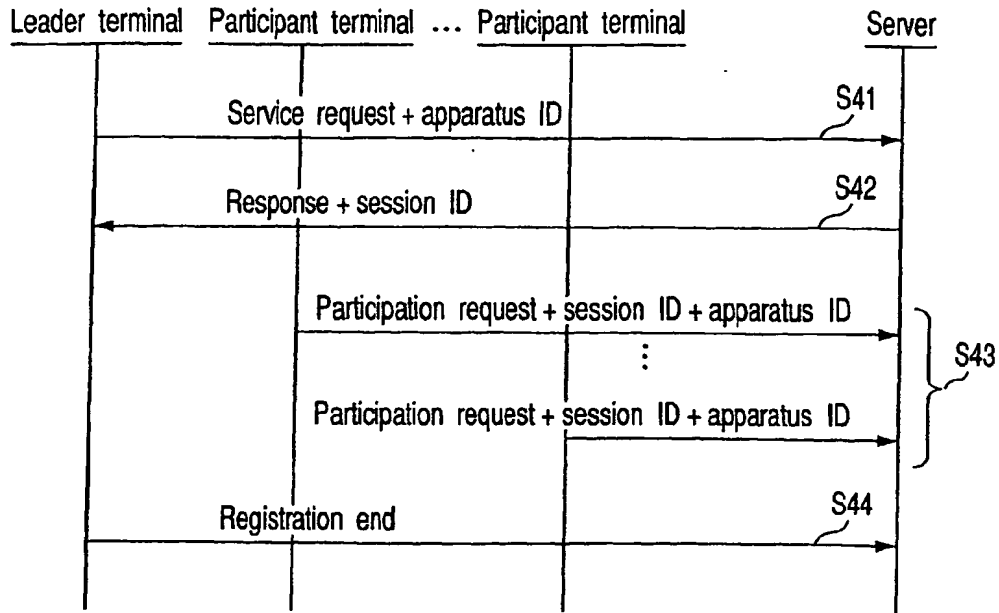 Leader terminal Participant terminal ... Participant terminal Server
S41
Service request + apparatus ID
S42
Response + session ID
Participation request + session ID + apparatus ID
⋮
S43
Participation request + session ID + apparatus ID
S44
Registration end